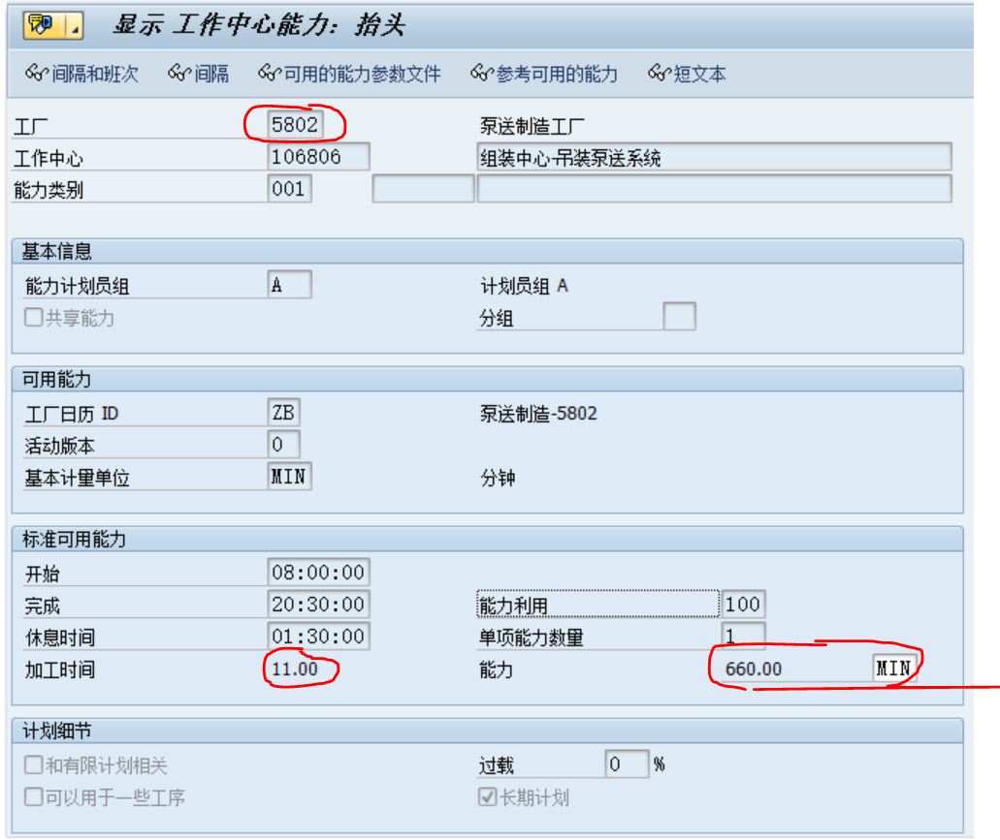 显示 工作中心能力: 抬头
间隔和班次 间隔 可用的能力参数文件 参考可用的能力 短文本
工厂 5802 泵送制造工厂
工作中心 106806 组装中心-吊装泵送系统
能力类别 001
基本信息
能力计划员组 A 计划员组 A
共享能力 分组
可用能力
工厂日历 ID ZB 泵送制造-5802
活动版本 0
基本计量单位 MIN 分钟
标准可用能力
开始 08:00:00
完成 20:30:00 能力利用 100
休息时间 01:30:00 单项能力数量 1
加工时间 11.00 能力 660.00 MIN
计划细节
和有限计划相关 过载 0 %
可以用于一些工序 长期计划